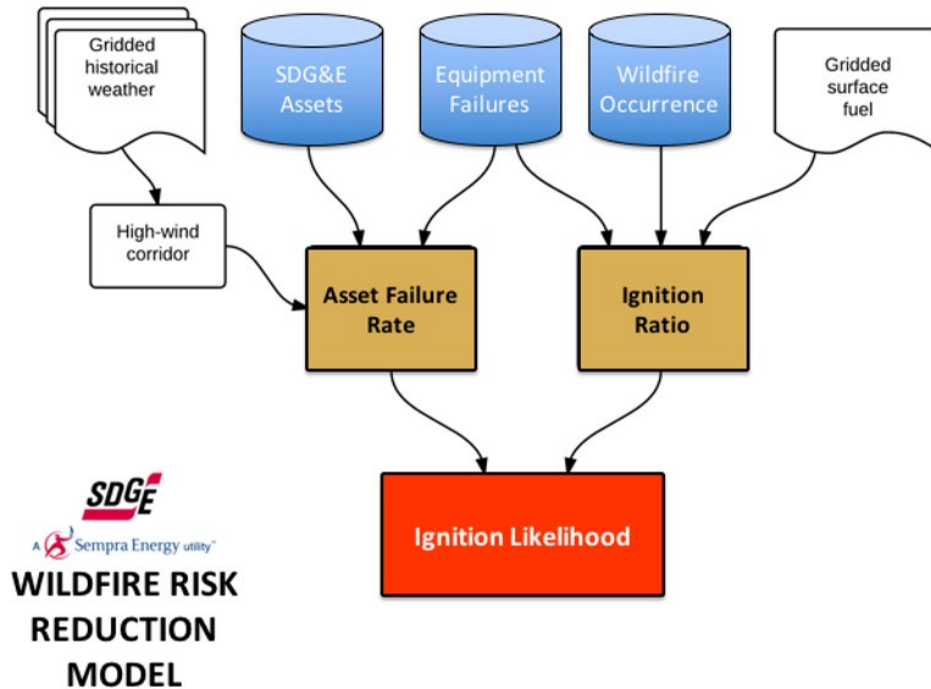 Gridded
historical
weather
SDG&E
Assets
Equipment
Failures
Wildfire
Occurrence
Gridded
surface
fuel
High-wind
corridor
Asset Failure
Rate
Ignition
Ratio
Ignition Likelihood
SDGE
A Sempra Energy utility™
WILDFIRE RISK
REDUCTION
MODEL